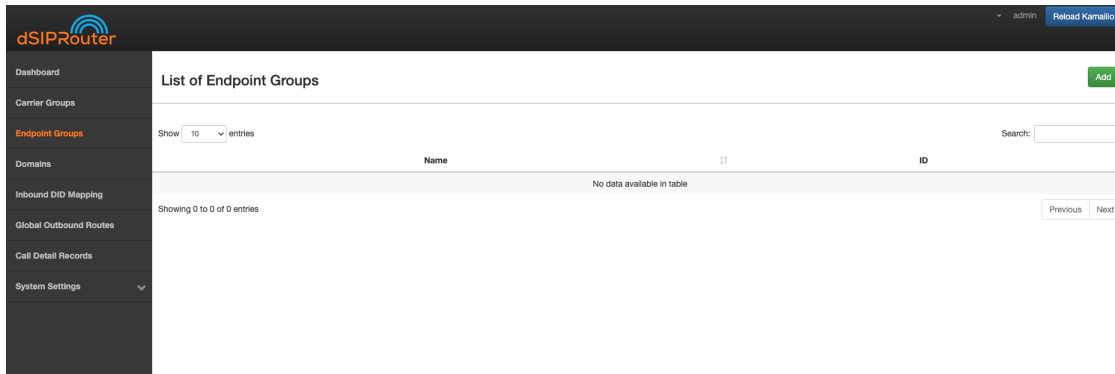 dSIPRouter
admin
Reload Kamailio
Dashboard
List of Endpoint Groups
Add
Carrier Groups
Endpoint Groups
Show 10 entries
Search:
Domains
Name
ID
No data available in table
Inbound DID Mapping
Showing 0 to 0 of 0 entries
Previous Next
Global Outbound Routes
Call Detail Records
System Settings